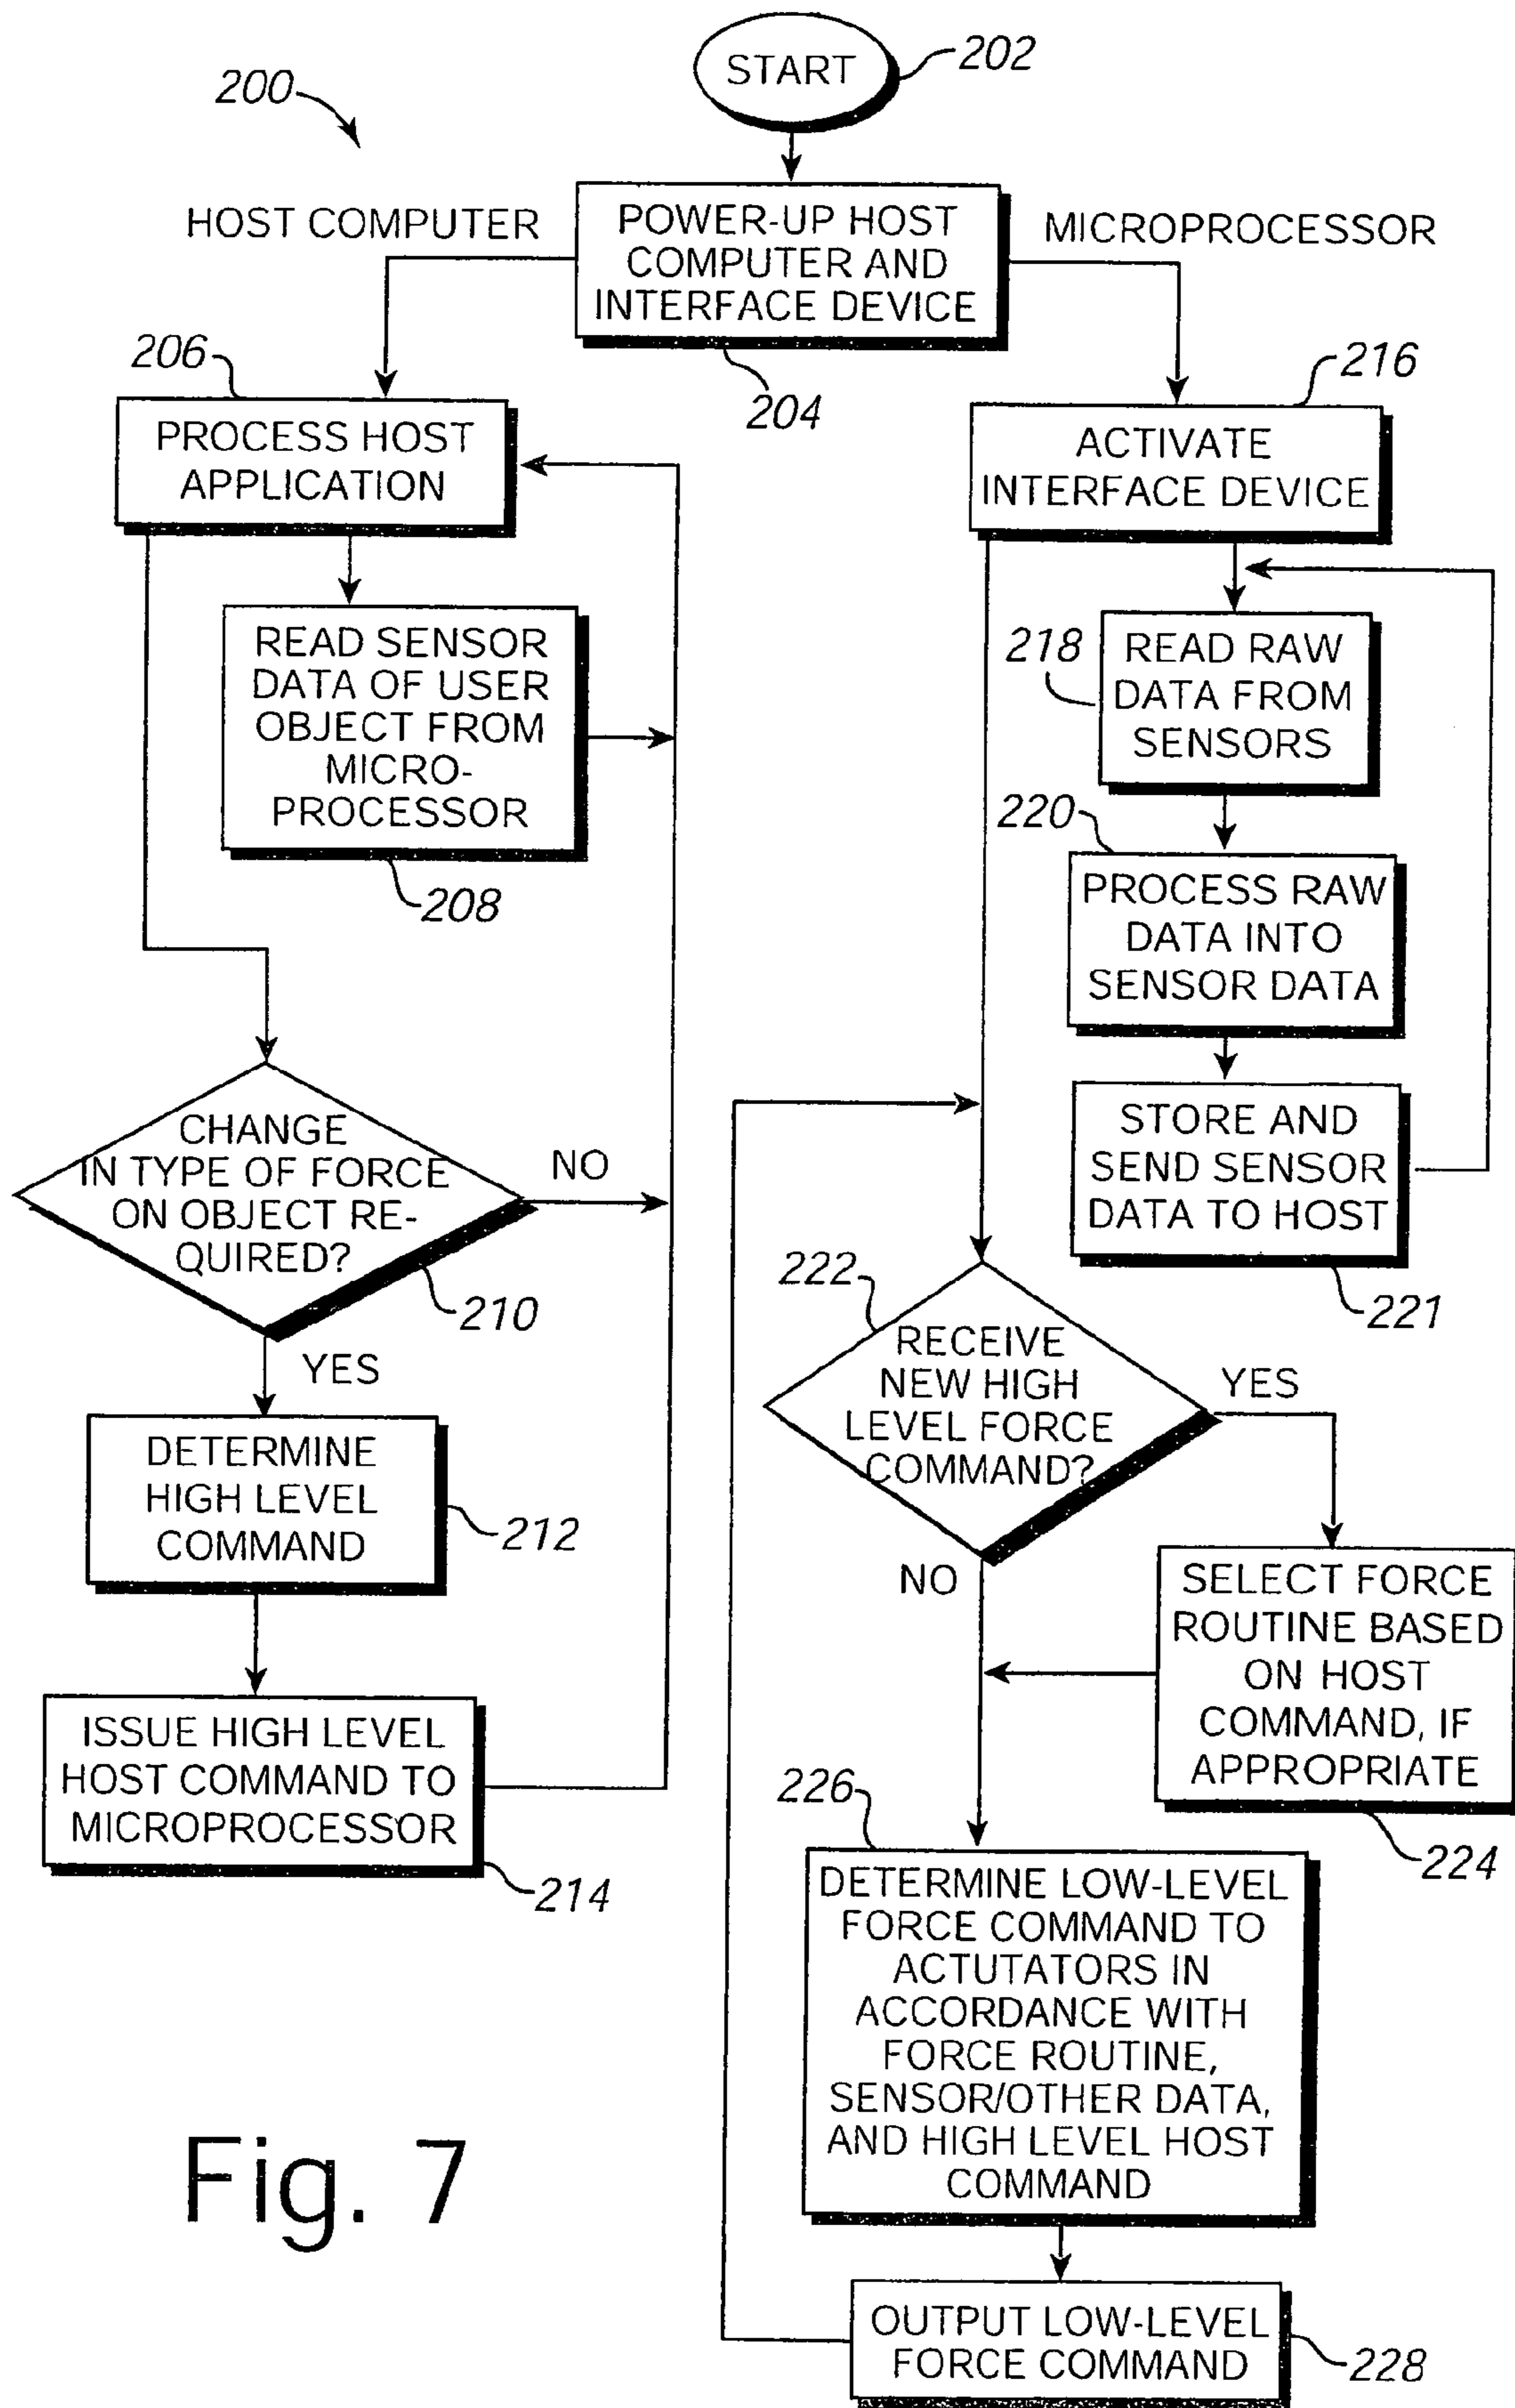 200
START
202
HOST COMPUTER
POWER-UP HOST
COMPUTER AND
INTERFACE DEVICE
MICROPROCESSOR
204
206
PROCESS HOST
APPLICATION
READ SENSOR
DATA OF USER
OBJECT FROM
MICRO-
PROCESSOR
208
CHANGE
IN TYPE OF FORCE
ON OBJECT RE-
QUIRED?
NO
210
YES
DETERMINE
HIGH LEVEL
COMMAND
212
ISSUE HIGH LEVEL
HOST COMMAND TO
MICROPROCESSOR
214
216
ACTIVATE
INTERFACE DEVICE
218
READ RAW
DATA FROM
SENSORS
220
PROCESS RAW
DATA INTO
SENSOR DATA
STORE AND
SEND SENSOR
DATA TO HOST
221
222
RECEIVE
NEW HIGH
LEVEL FORCE
COMMAND?
YES
NO
SELECT FORCE
ROUTINE BASED
ON HOST
COMMAND, IF
APPROPRIATE
224
226
DETERMINE LOW-LEVEL
FORCE COMMAND TO
ACTUTATORS IN
ACCORDANCE WITH
FORCE ROUTINE,
SENSOR/OTHER DATA,
AND HIGH LEVEL HOST
COMMAND
OUTPUT LOW-LEVEL
FORCE COMMAND
228
Fig. 7